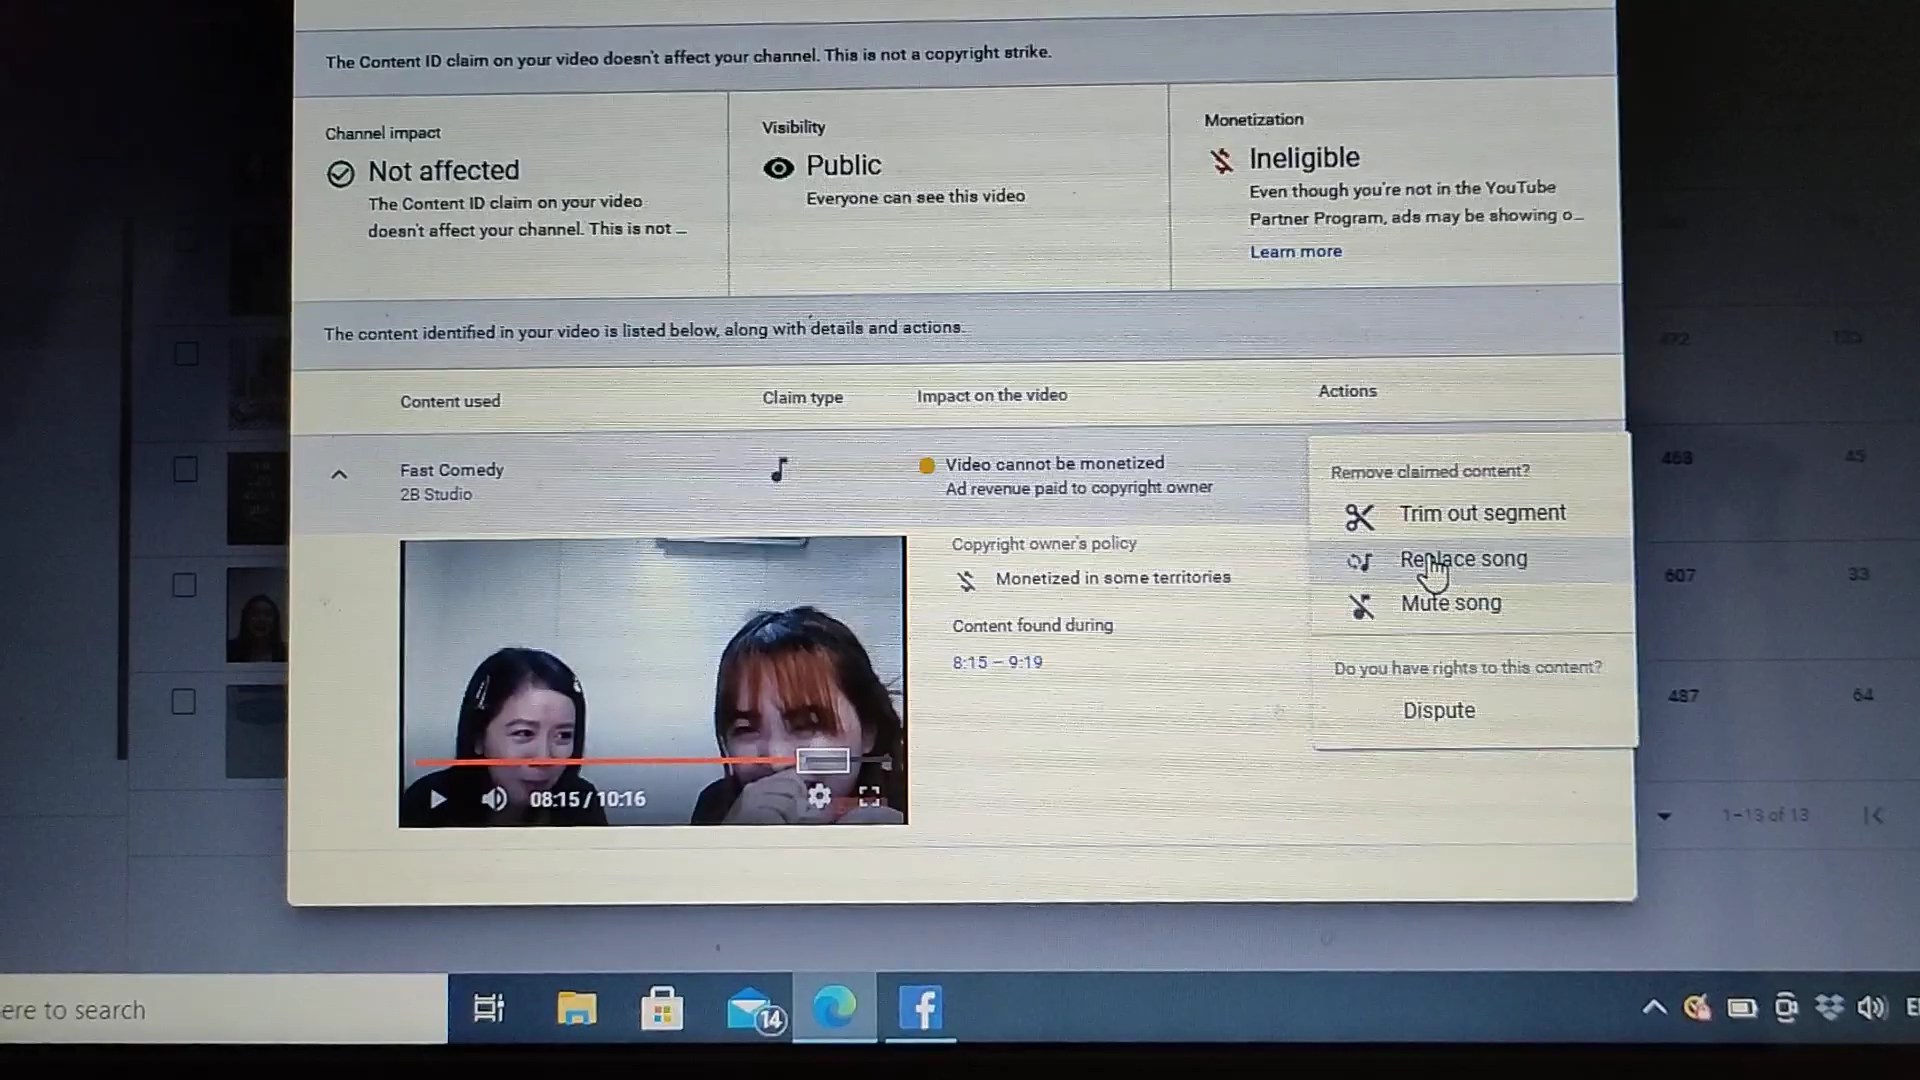 The Content ID claim on your video doesn't affect your channel. This is not a copyright strike.
Channel impact
Not affected
The Content ID claim on your video
doesn't affect your channel. This is not ...
Visibility
Public
Everyone can see this video
Monetization
Ineligible
Even though you're not in the YouTube
Partner Program, ads may be showing o...
Learn more
The content identified in your video is listed below, along with details and actions.
Content used
Claim type
Impact on the video
Actions
Fast Comedy
2B Studio
Video cannot be monetized
Ad revenue paid to copyright owner
Copyright owner's policy
Monetized in some territories
Content found during
8:15 – 9:19
08:15 / 10:16
Remove claimed content?
Trim out segment
Replace song
Mute song
Do you have rights to this content?
Dispute
463 45
607 33
487 64
1–13 of 13
ere to search
14